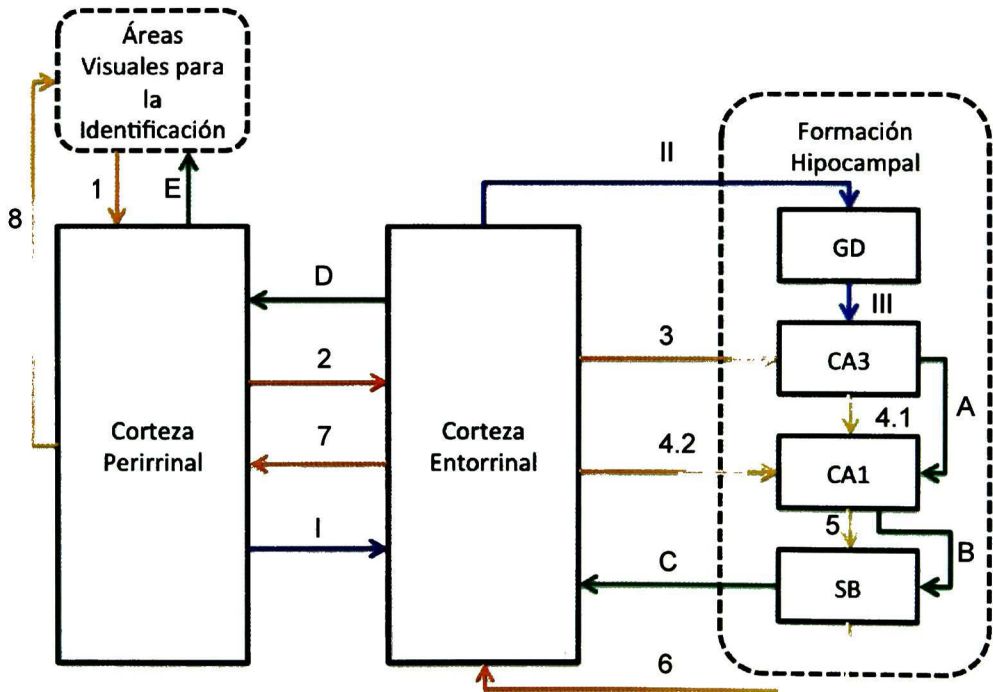 Áreas
Visuales para
la
Identificación
Formación
Hipocampal
II
1
E
8
GD
D
III
3
CA3
2
A
4.1
Corteza
Perirrinal
7
Corteza
Entorrinal
4.2
CA1
I
5
B
C
SB
6